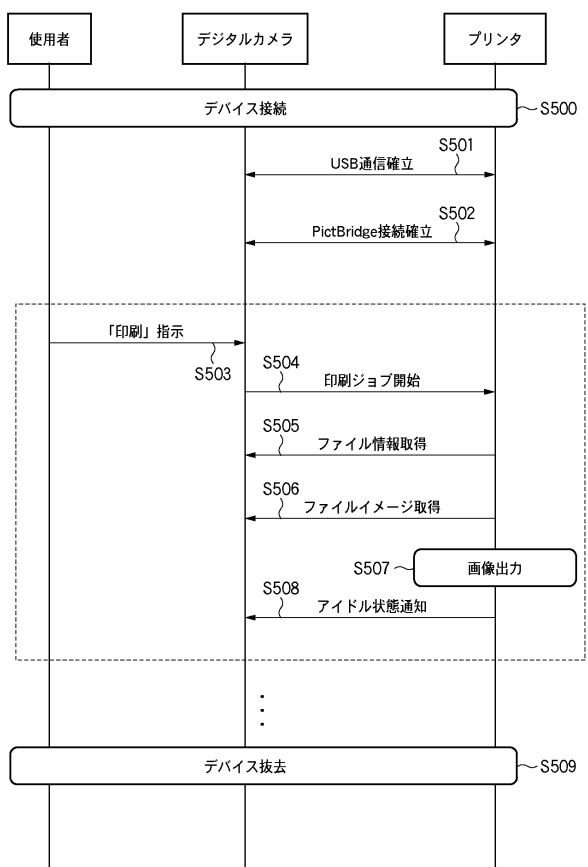 使用者
デジタルカメラ
プリンタ
デバイス接続
S500
S501
USB通信確立
S502
PictBridge接続確立
「印刷」指示
S503
S504
印刷ジョブ開始
S505
ファイル情報取得
S506
ファイルイメージ取得
S507
画像出力
S508
アイドル状態通知
デバイス抜去
S509